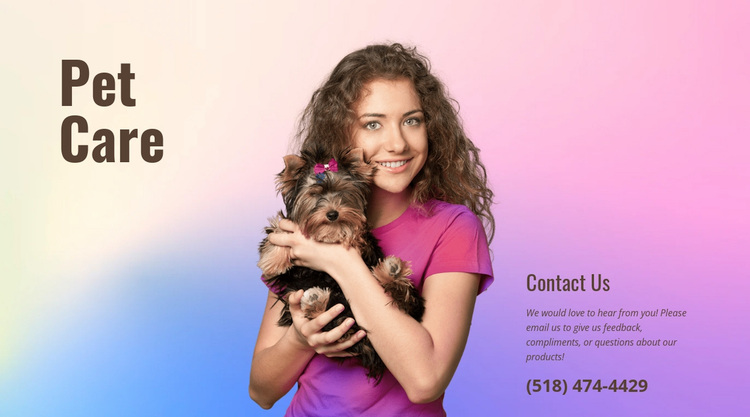 Pet
Care
Contact Us
We would love to hear from you! Please
email us to give us feedback,
compliments, or questions about our
products!
(518) 474-4429